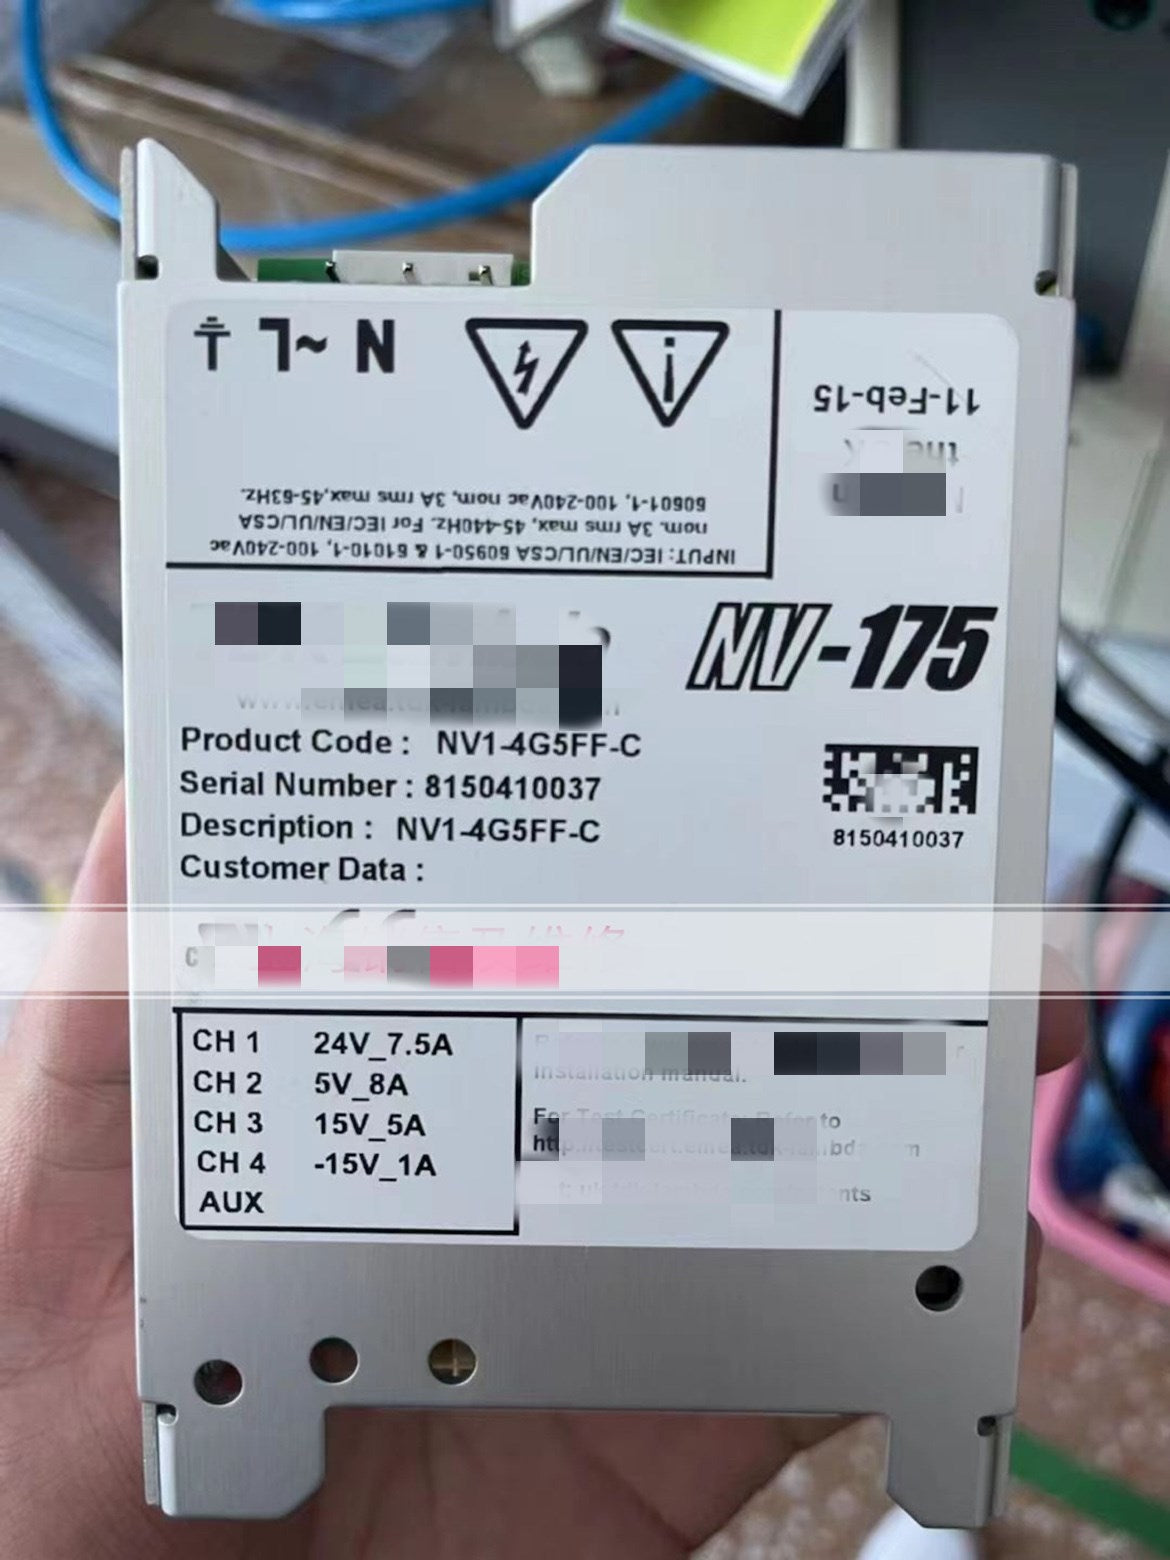 N ~L
11-Feb-15
the
INPUT: IEC/EN/UL/CSA 60950-1 & 61010-1, 100-240Vac
nom. 3A rms max, 45-440Hz. For IEC/EN/UL/CSA
60601-1, 100-240Vac nom, 3A rms max,45-63Hz.
NV-175
Product Code : NV1-4G5FF-C
Serial Number : 8150410037
Description : NV1-4G5FF-C
Customer Data :
8150410037
CH 1 24V_7.5A
CH 2 5V_8A
CH 3 15V_5A
CH 4 -15V_1A
AUX
installation manual.
For Test Certificate Refer to